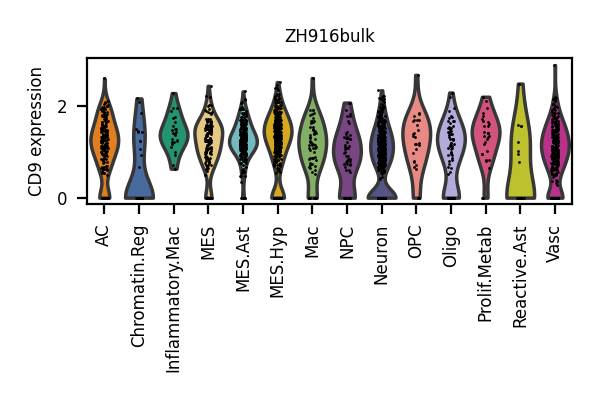 ZH916bulk
CD9 expression
2
0
AC
Chromatin.Reg
Inflammatory.Mac
MES
MES.Ast
MES.Hyp
Mac
NPC
Neuron
OPC
Oligo
Prolif.Metab
Reactive.Ast
Vasc